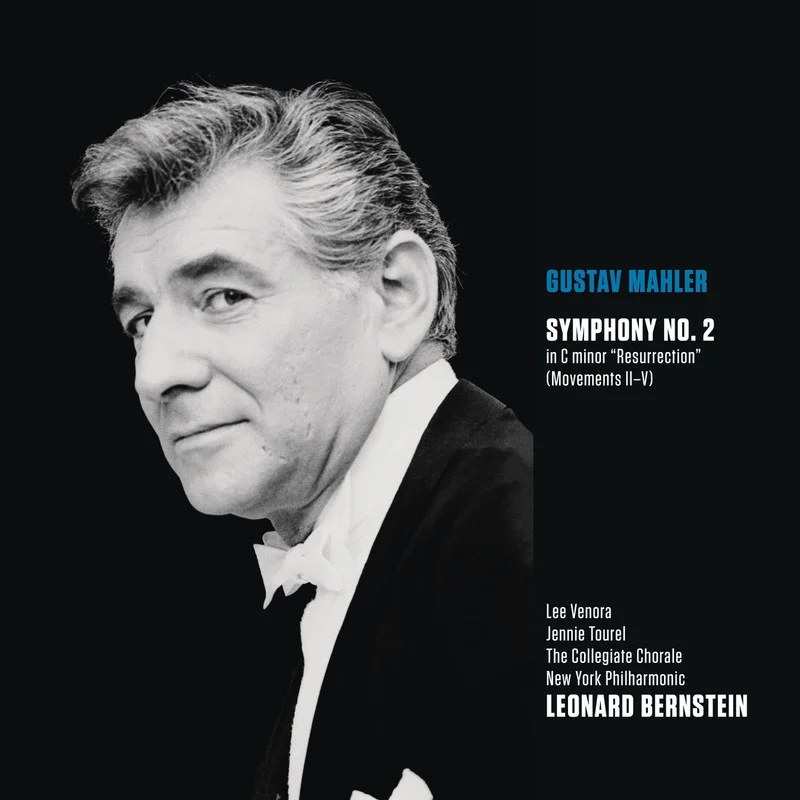 GUSTAV MAHLER
SYMPHONY NO. 2
in C minor “Resurrection”
(Movements II–V)
Lee Venora
Jennie Tourel
The Collegiate Chorale
New York Philharmonic
LEONARD BERNSTEIN